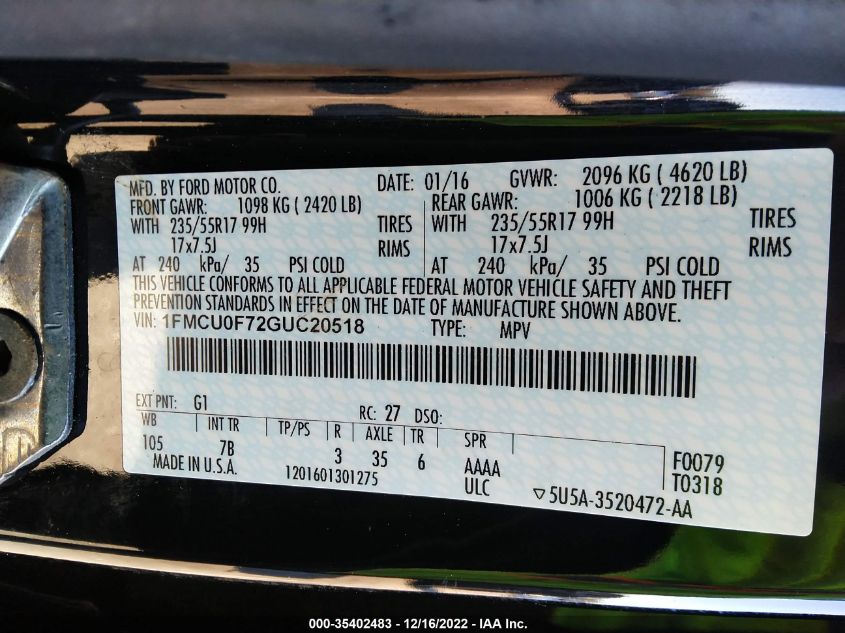 MFD. BY FORD MOTOR CO. DATE: 01/16 GVWR: 2096 KG ( 4620 LB)
FRONT GAWR: 1098 KG ( 2420 LB) REAR GAWR: 1006 KG ( 2218 LB)
WITH 235/55R17 99H TIRES WITH 235/55R17 99H TIRES
17x7.5J RIMS 17x7.5J RIMS
AT 240 kPa/ 35 PSI COLD AT 240 kPa/ 35 PSI COLD
THIS VEHICLE CONFORMS TO ALL APPLICABLE FEDERAL MOTOR VEHICLE SAFETY AND THEFT
PREVENTION STANDARDS IN EFFECT ON THE DATE OF MANUFACTURE SHOWN ABOVE.
VIN: 1FMCU0F72GUC20518 TYPE: MPV
EXT PNT: G1 RC: 27 DSO:
WB INT TR TP/PS R AXLE TR SPR
105 7B 3 35 6 AAAA F0079
MADE IN U.S.A. 1201601301275 ULC T0318
▽5U5A-3520472-AA
000-35402483 - 12/16/2022 - IAA Inc.